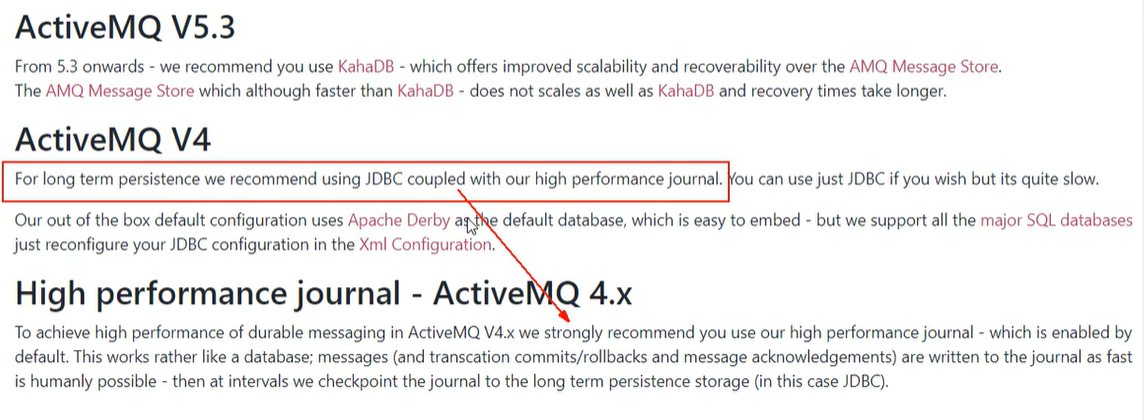 ActiveMQ V5.3
From 5.3 onwards - we recommend you use KahaDB - which offers improved scalability and recoverability over the AMQ Message Store.
The AMQ Message Store which although faster than KahaDB - does not scales as well as KahaDB and recovery times take longer.
ActiveMQ V4
For long term persistence we recommend using JDBC coupled with our high performance journal. You can use just JDBC if you wish but its quite slow.
Our out of the box default configuration uses Apache Derby as the default database, which is easy to embed - but we support all the major SQL databases
just reconfigure your JDBC configuration in the Xml Configuration.
High performance journal - ActiveMQ 4.x
To achieve high performance of durable messaging in ActiveMQ V4.x we strongly recommend you use our high performance journal - which is enabled by
default. This works rather like a database; messages (and transcation commits/rollbacks and message acknowledgements) are written to the journal as fast
is humanly possible - then at intervals we checkpoint the journal to the long term persistence storage (in this case JDBC).